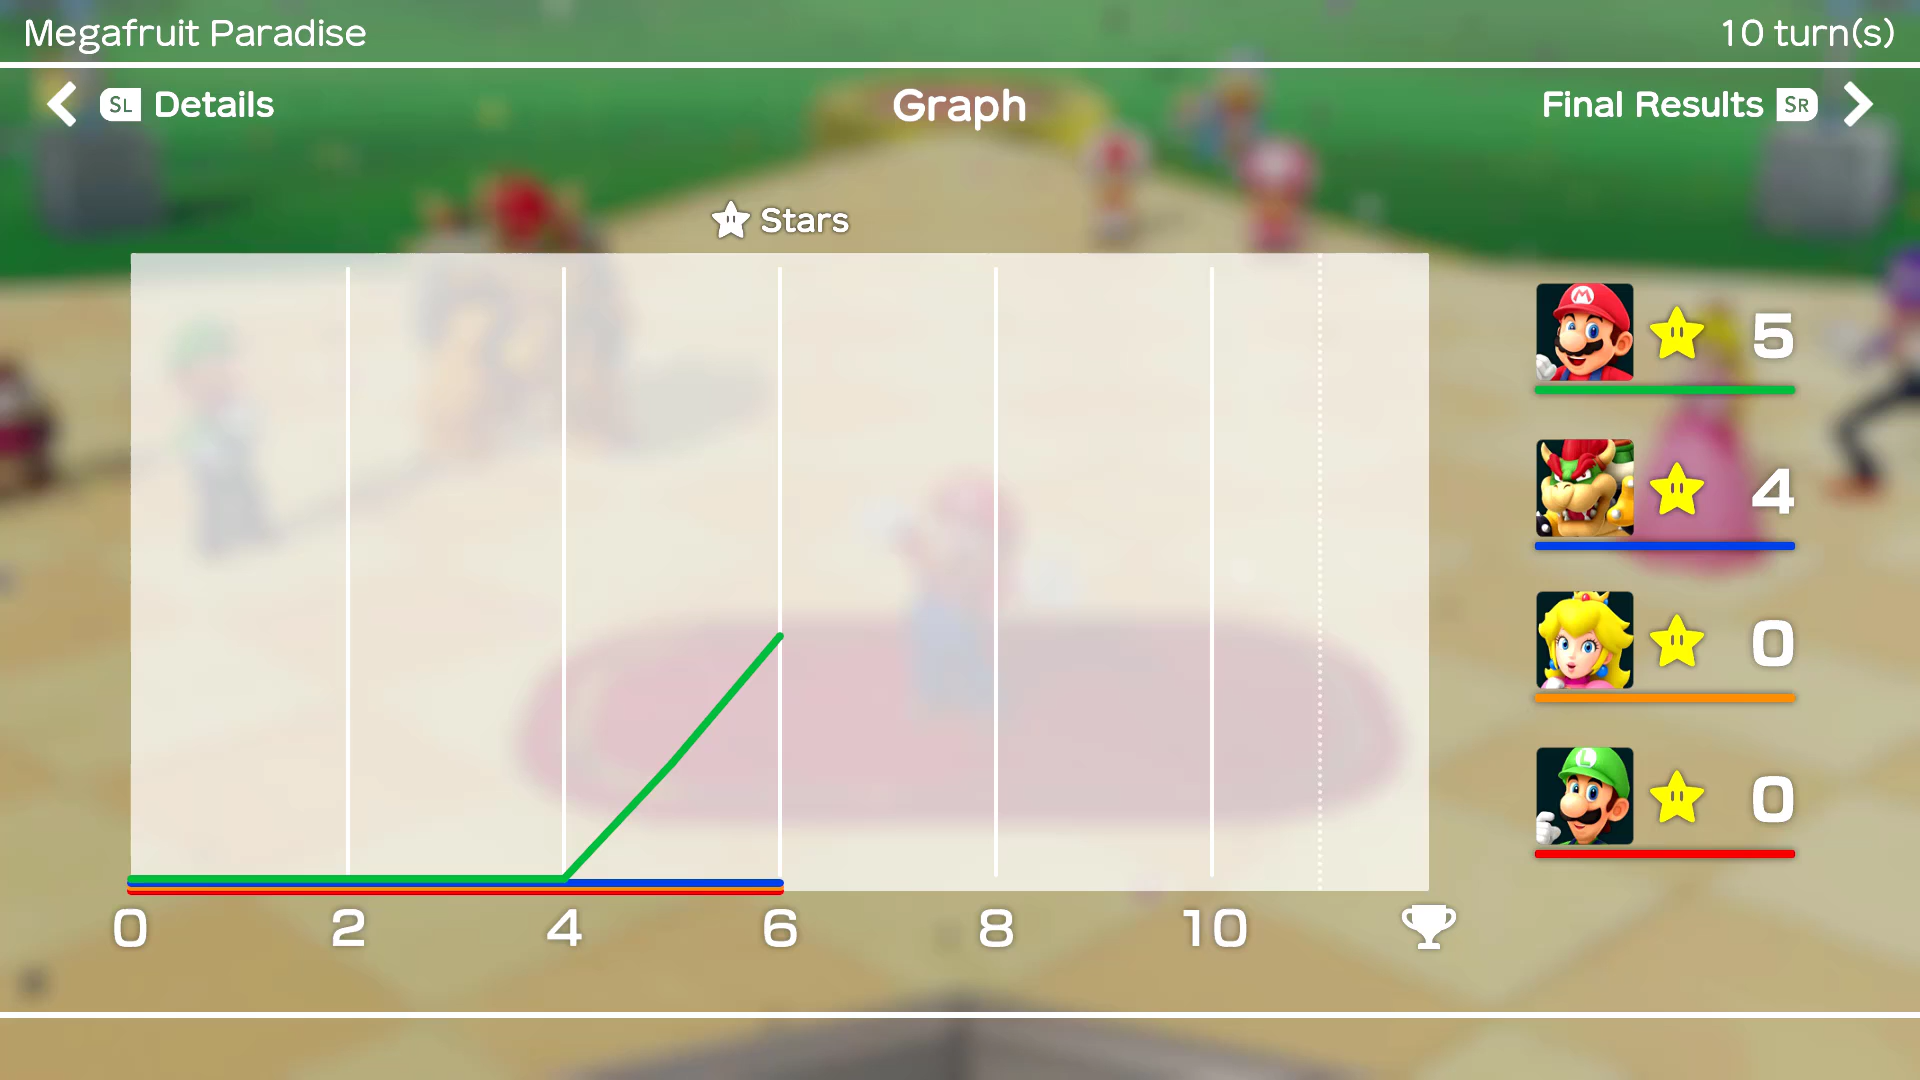 Megafruit Paradise
10 turn(s)
SL Details
Graph
Final Results SR
Stars
5
4
0
0
0 2 4 6 8 10